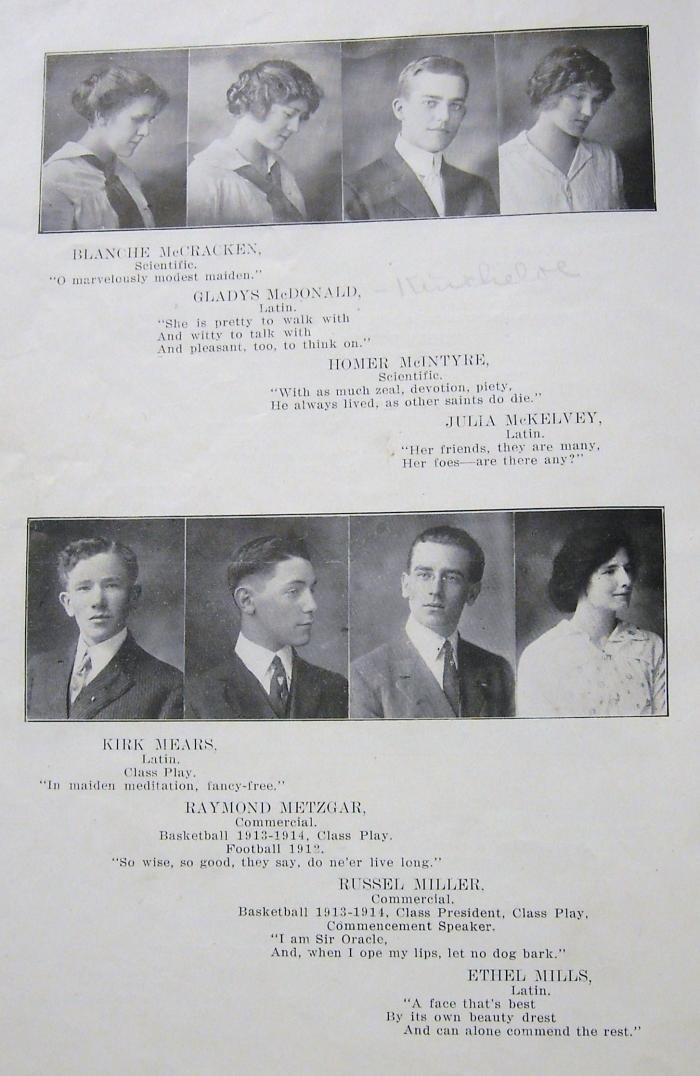 BLANCHE McCRACKEN,
Scientific.
"O marvelously modest maiden."
GLADYS McDONALD, - Kincheloe
Latin.
"She is pretty to walk with
And witty to talk with
And pleasant, too, to think on."
HOMER McINTYRE,
Scientific.
"With as much zeal, devotion, piety,
He always lived, as other saints do die."
JULIA McKELVEY,
Latin.
"Her friends, they are many,
Her foes—are there any?"
KIRK MEARS,
Latin.
Class Play.
"In maiden meditation, fancy-free."
RAYMOND METZGAR,
Commercial.
Basketball 1913-1914, Class Play.
Football 1912.
"So wise, so good, they say, do ne'er live long."
RUSSEL MILLER,
Commercial.
Basketball 1913-1914, Class President, Class Play,
Commencement Speaker.
"I am Sir Oracle,
And, when I ope my lips, let no dog bark."
ETHEL MILLS,
Latin.
"A face that's best
By its own beauty drest
And can alone commend the rest."